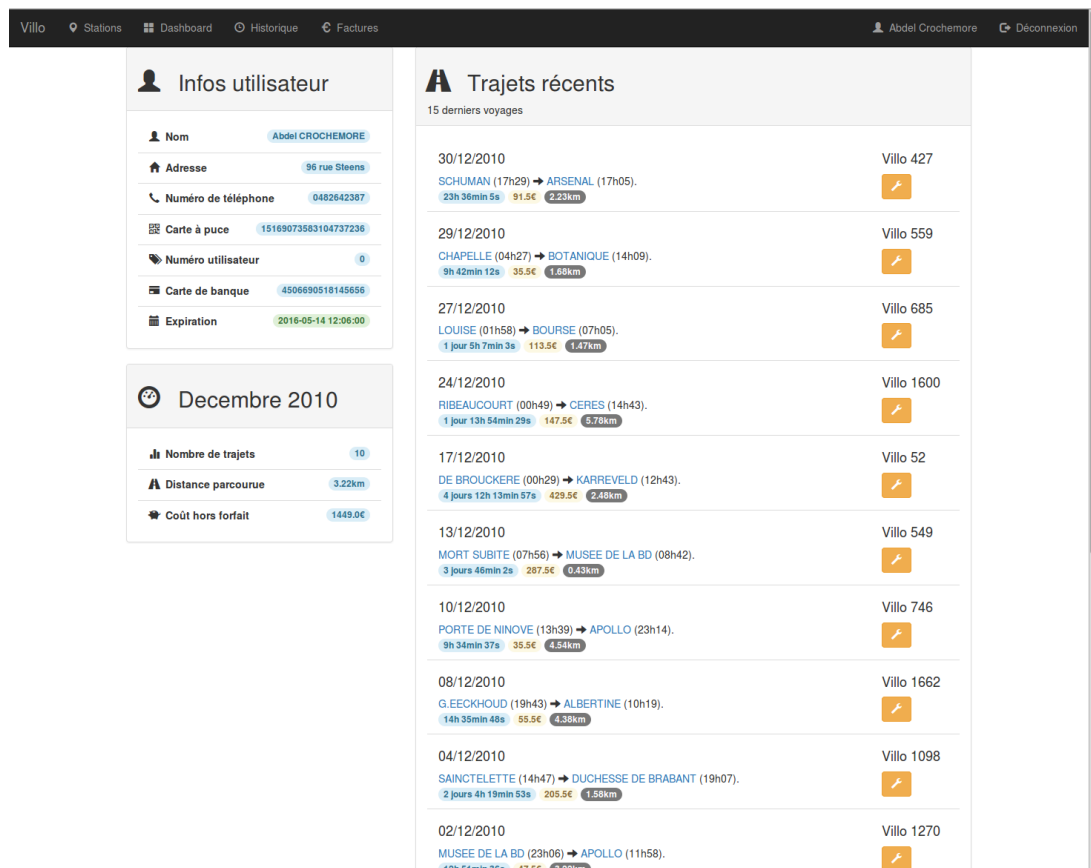 Villo Stations Dashboard Historique € Factures Abdel Crochemore Déconnexion
Infos utilisateur
Nom Abdel CROCHEMORE
Adresse 96 rue Steens
Numéro de téléphone 0482642387
Carte à puce 15169073583104737236
Numéro utilisateur 0
Carte de banque 4506690518145656
Expiration 2016-05-14 12:06:00
Decembre 2010
Nombre de trajets 10
Distance parcourue 3.22km
Coût hors forfait 1449.0€
Trajets récents
15 derniers voyages
30/12/2010 Villo 427
SCHUMAN (17h29) ➜ ARSENAL (17h05).
23h 36min 5s 91.5€ 2.23km
29/12/2010 Villo 559
CHAPELLE (04h27) ➜ BOTANIQUE (14h09).
9h 42min 12s 35.5€ 1.68km
27/12/2010 Villo 685
LOUISE (01h58) ➜ BOURSE (07h05).
1 jour 5h 7min 3s 113.5€ 1.47km
24/12/2010 Villo 1600
RIBEAUCOURT (00h49) ➜ CERES (14h43).
1 jour 13h 54min 29s 147.5€ 5.78km
17/12/2010 Villo 52
DE BROUCKERE (00h29) ➜ KARREVELD (12h43).
4 jours 12h 13min 57s 429.5€ 2.48km
13/12/2010 Villo 549
MORT SUBITE (07h56) ➜ MUSEE DE LA BD (08h42).
3 jours 46min 2s 287.5€ 0.43km
10/12/2010 Villo 746
PORTE DE NINOVE (13h39) ➜ APOLLO (23h14).
9h 34min 37s 35.5€ 4.54km
08/12/2010 Villo 1662
G.EECKHOUD (19h43) ➜ ALBERTINE (10h19).
14h 35min 48s 55.5€ 4.38km
04/12/2010 Villo 1098
SAINCTELETTE (14h47) ➜ DUCHESSE DE BRABANT (19h07).
2 jours 4h 19min 53s 205.5€ 1.58km
02/12/2010 Villo 1270
MUSEE DE LA BD (23h06) ➜ APOLLO (11h58).